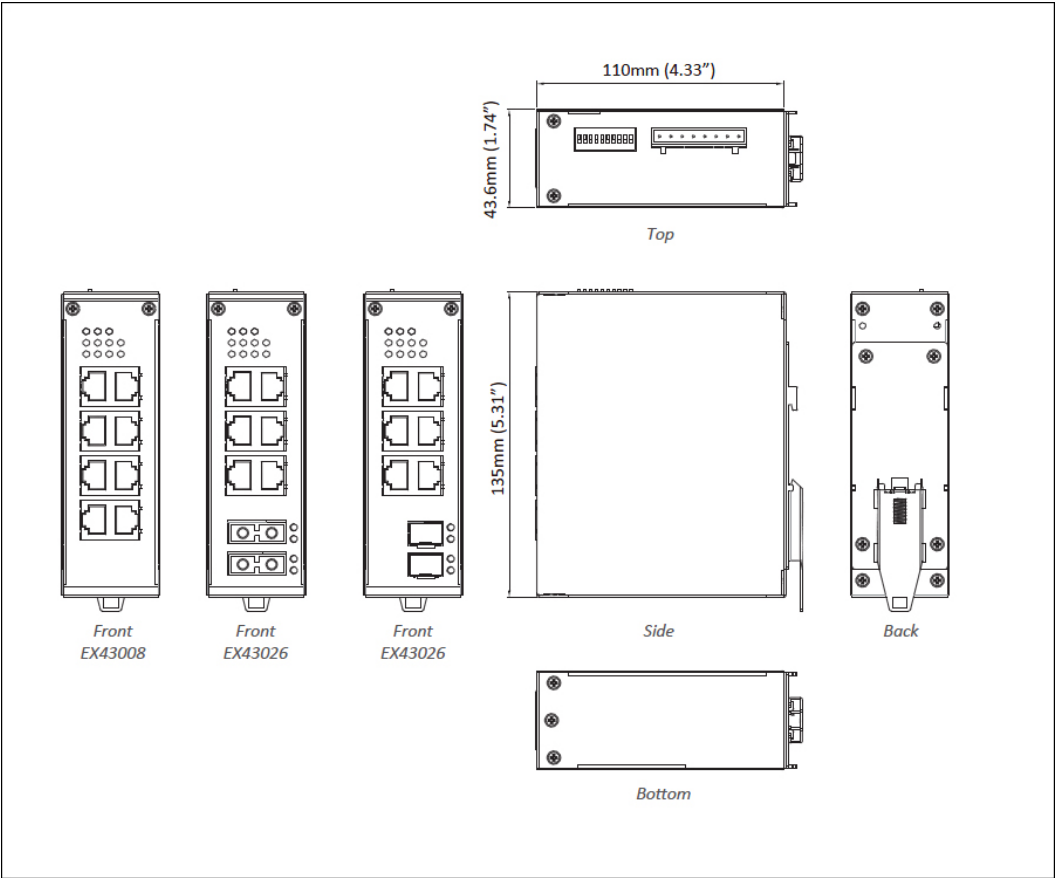 110mm (4.33”)
43.6mm (1.74”)
Top
135mm (5.31”)
Front
EX43008
Front
EX43026
Front
EX43026
Side
Back
Bottom